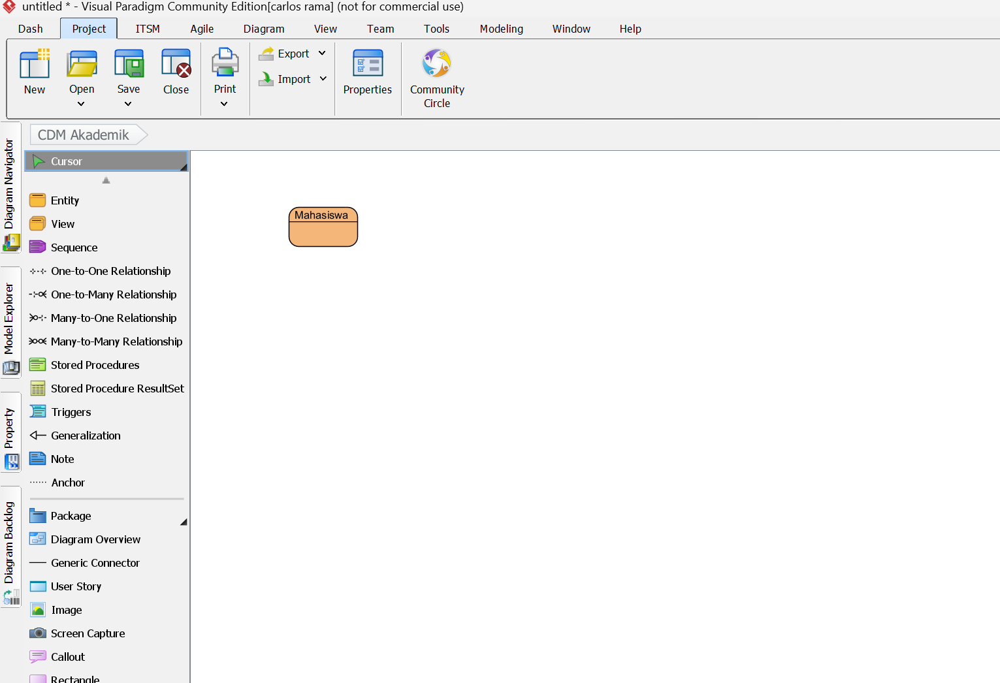 untitled * - Visual Paradigm Community Edition[carlos rama] (not for commercial use)
Dash Project ITSM Agile Diagram View Team Tools Modeling Window Help
New Open Save Close Print Export Import Properties Community Circle
CDM Akademik
Diagram Navigator
Model Explorer
Property
Diagram Backlog
Cursor
Entity
View
Sequence
One-to-One Relationship
One-to-Many Relationship
Many-to-One Relationship
Many-to-Many Relationship
Stored Procedures
Stored Procedure ResultSet
Triggers
Generalization
Note
Anchor
Package
Diagram Overview
Generic Connector
User Story
Image
Screen Capture
Callout
Rectangle
Mahasiswa